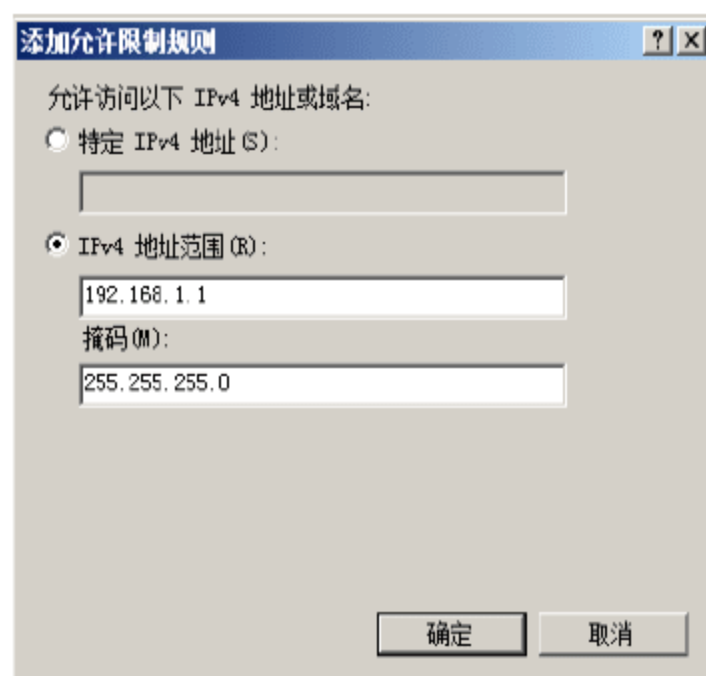 添加允许限制规则
允许访问以下 IPv4 地址或域名:
特定 IPv4 地址(S):
IPv4 地址范围(R):
192.168.1.1
掩码(M):
255.255.255.0
确定 取消